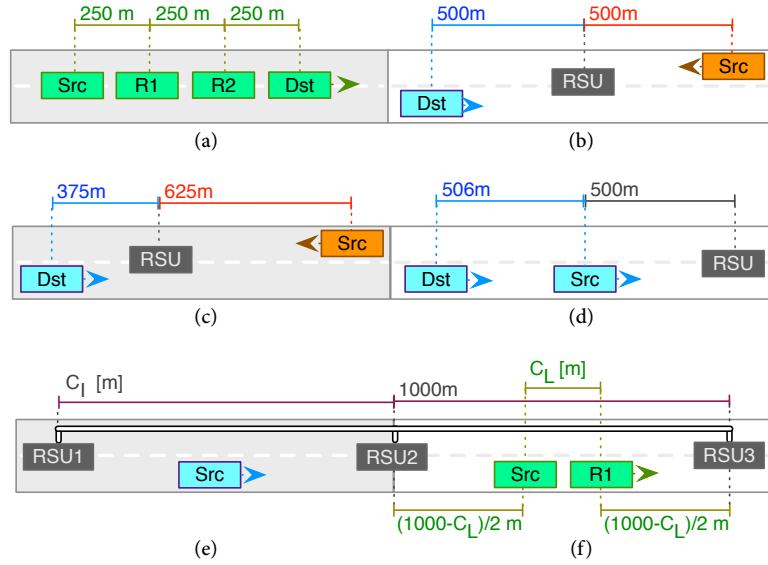 250 m 250 m 250 m
Src R1 R2 Dst
(a)
500m 500m
Dst RSU Src
(b)
375m 625m
Dst RSU Src
(c)
506m 500m
Dst Src RSU
(d)
C_I [m]
RSU1 Src RSU2
(e)
1000m
C_L [m]
Src R1 RSU3
(1000-C_L)/2 m (1000-C_L)/2 m
(f)